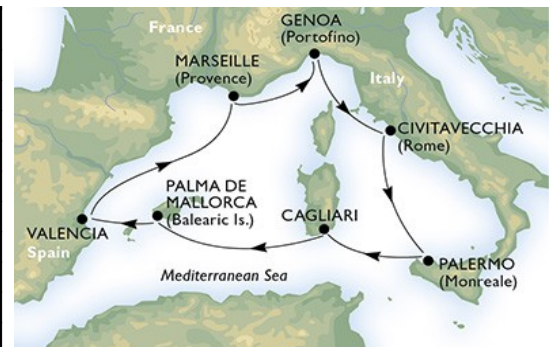 GENOA
(Portofino)
France
MARSEILLE
(Provence)
Italy
CIVITAVECCHIA
(Rome)
PALMA DE
MALLORCA
(Balearic Is.)
CAGLIARI
VALENCIA
Spain
PALERMO
(Monreale)
Mediterranean Sea